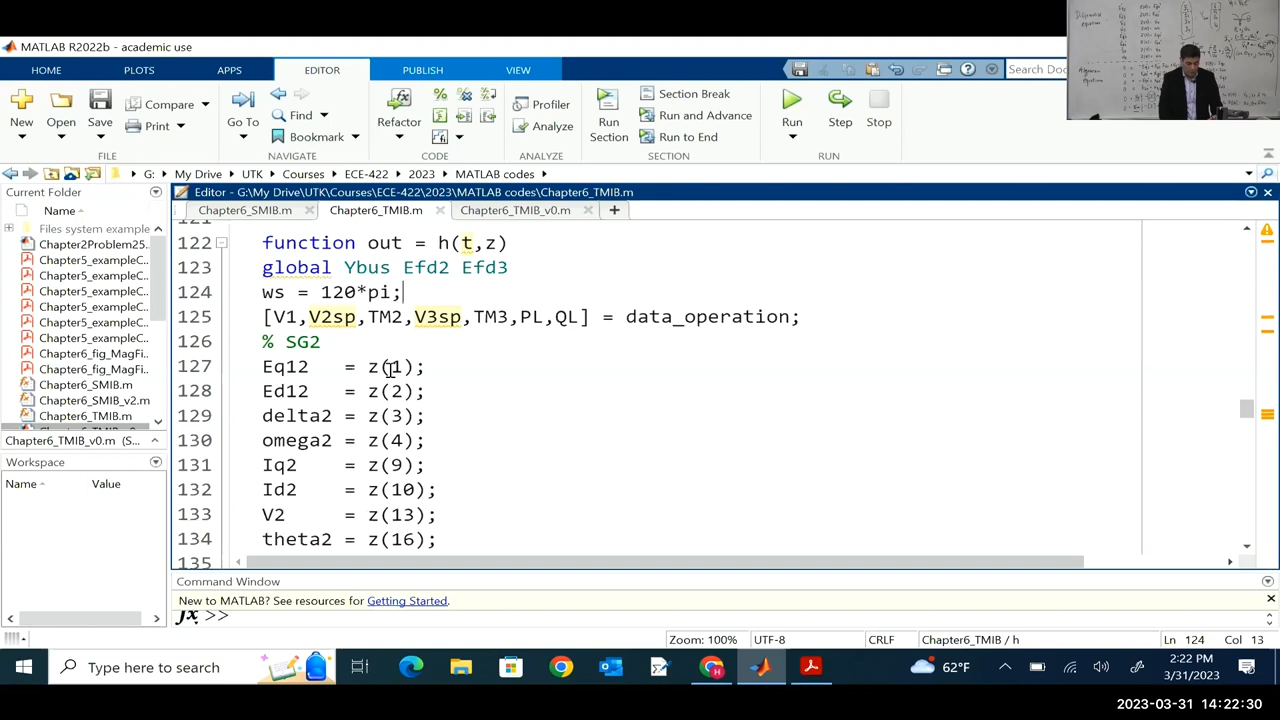 MATLAB R2022b - academic use
HOME PLOTS APPS EDITOR PUBLISH VIEW
Search Doc
New Open Save Compare Print
Go To Find Bookmark
Refactor
Profiler Analyze
Run Section
Section Break
Run and Advance
Run to End
Run Step Stop
FILE NAVIGATE CODE ANALYZE SECTION RUN
G: My Drive UTK Courses ECE-422 2023 MATLAB codes
Current Folder
Name
Files system example
Chapter2Problem25...
Chapter5_exampleC...
Chapter5_exampleC...
Chapter5_exampleC...
Chapter5_exampleC...
Chapter5_exampleC...
Chapter5_exampleC...
Chapter6_fig_MagFi...
Chapter6_fig_MagFi...
Chapter6_SMIB.m
Chapter6_SMIB_v2.m
Chapter6_TMIB.m
Chapter6_TMIB_v0.m (S...
Workspace
Name Value
Editor - G:\My Drive\UTK\Courses\ECE-422\2023\MATLAB codes\Chapter6_TMIB.m
Chapter6_SMIB.m Chapter6_TMIB.m Chapter6_TMIB_v0.m
122 function out = h(t,z)
123 global Ybus Efd2 Efd3
124 ws = 120*pi;
125 [V1,V2sp,TM2,V3sp,TM3,PL,QL] = data_operation;
126 % SG2
127 Eq12 = z(1);
128 Ed12 = z(2);
129 delta2 = z(3);
130 omega2 = z(4);
131 Iq2 = z(9);
132 Id2 = z(10);
133 V2 = z(13);
134 theta2 = z(16);
135
Command Window
New to MATLAB? See resources for Getting Started.
fx >>
Zoom: 100% UTF-8 CRLF Chapter6_TMIB / h Ln 124 Col 13
Type here to search
62°F
2:22 PM
3/31/2023
2023-03-31 14:22:30